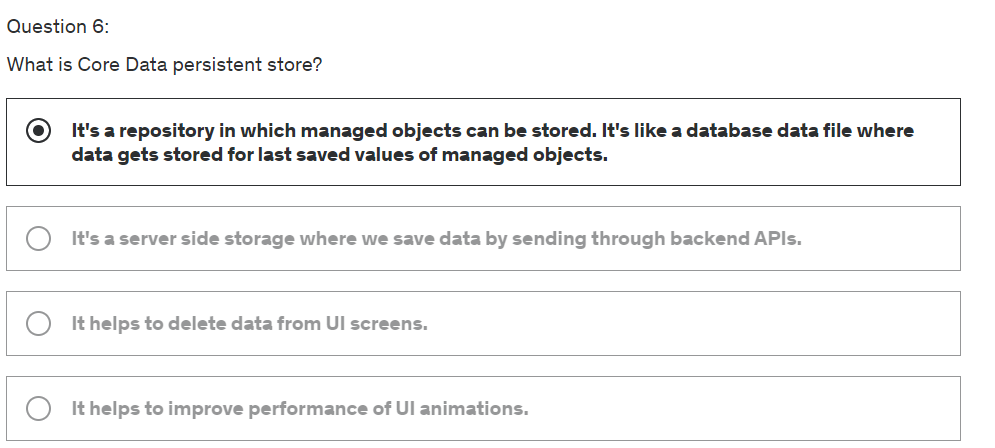 Question 6:
What is Core Data persistent store?
It's a repository in which managed objects can be stored. It's like a database data file where
data gets stored for last saved values of managed objects.
It's a server side storage where we save data by sending through backend APIs.
It helps to delete data from UI screens.
It helps to improve performance of UI animations.